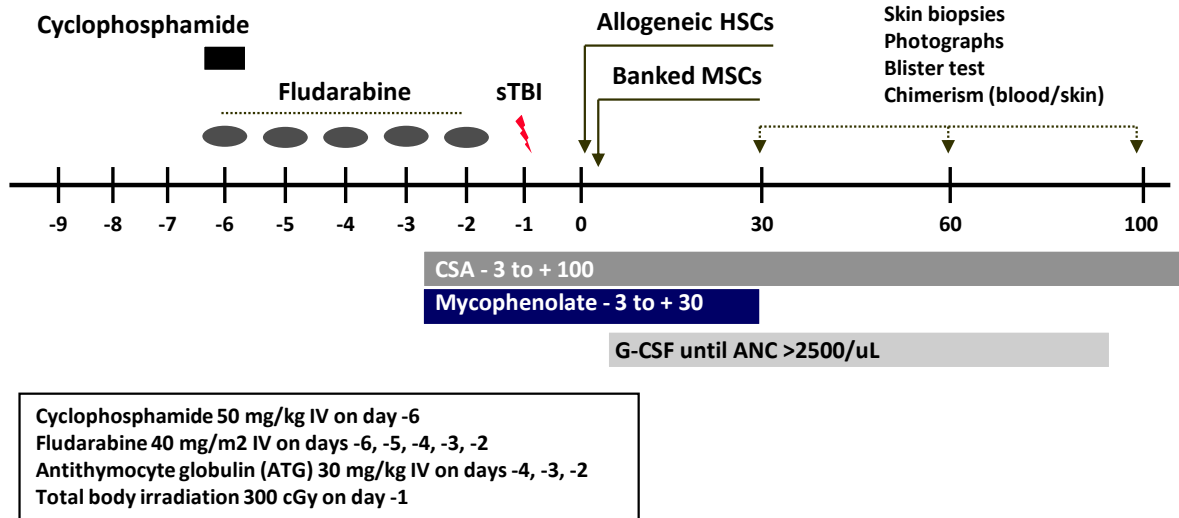 Cyclophosphamide
Fludarabine
sTBI
Allogeneic HSCs
Banked MSCs
Skin biopsies
Photographs
Blister test
Chimerism (blood/skin)
-9 -8 -7 -6 -5 -4 -3 -2 -1 0 30 60 100
CSA - 3 to + 100
Mycophenolate - 3 to + 30
G-CSF until ANC >2500/uL
Cyclophosphamide 50 mg/kg IV on day -6
Fludarabine 40 mg/m2 IV on days -6, -5, -4, -3, -2
Antithymocyte globulin (ATG) 30 mg/kg IV on days -4, -3, -2
Total body irradiation 300 cGy on day -1